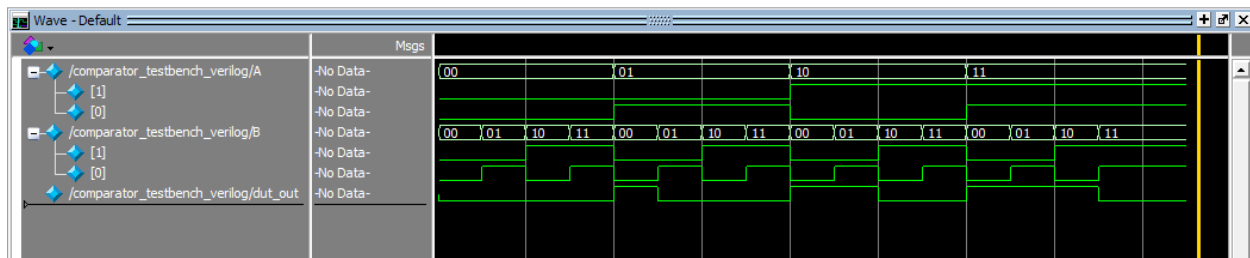 Wave - Default
Msgs
/comparator_testbench_verilog/A -No Data- 00 01 10 11
[1] -No Data-
[0] -No Data-
/comparator_testbench_verilog/B -No Data- 00 01 10 11 00 01 10 11 00 01 10 11 00 01 10 11
[1] -No Data-
[0] -No Data-
/comparator_testbench_verilog/dut_out -No Data-